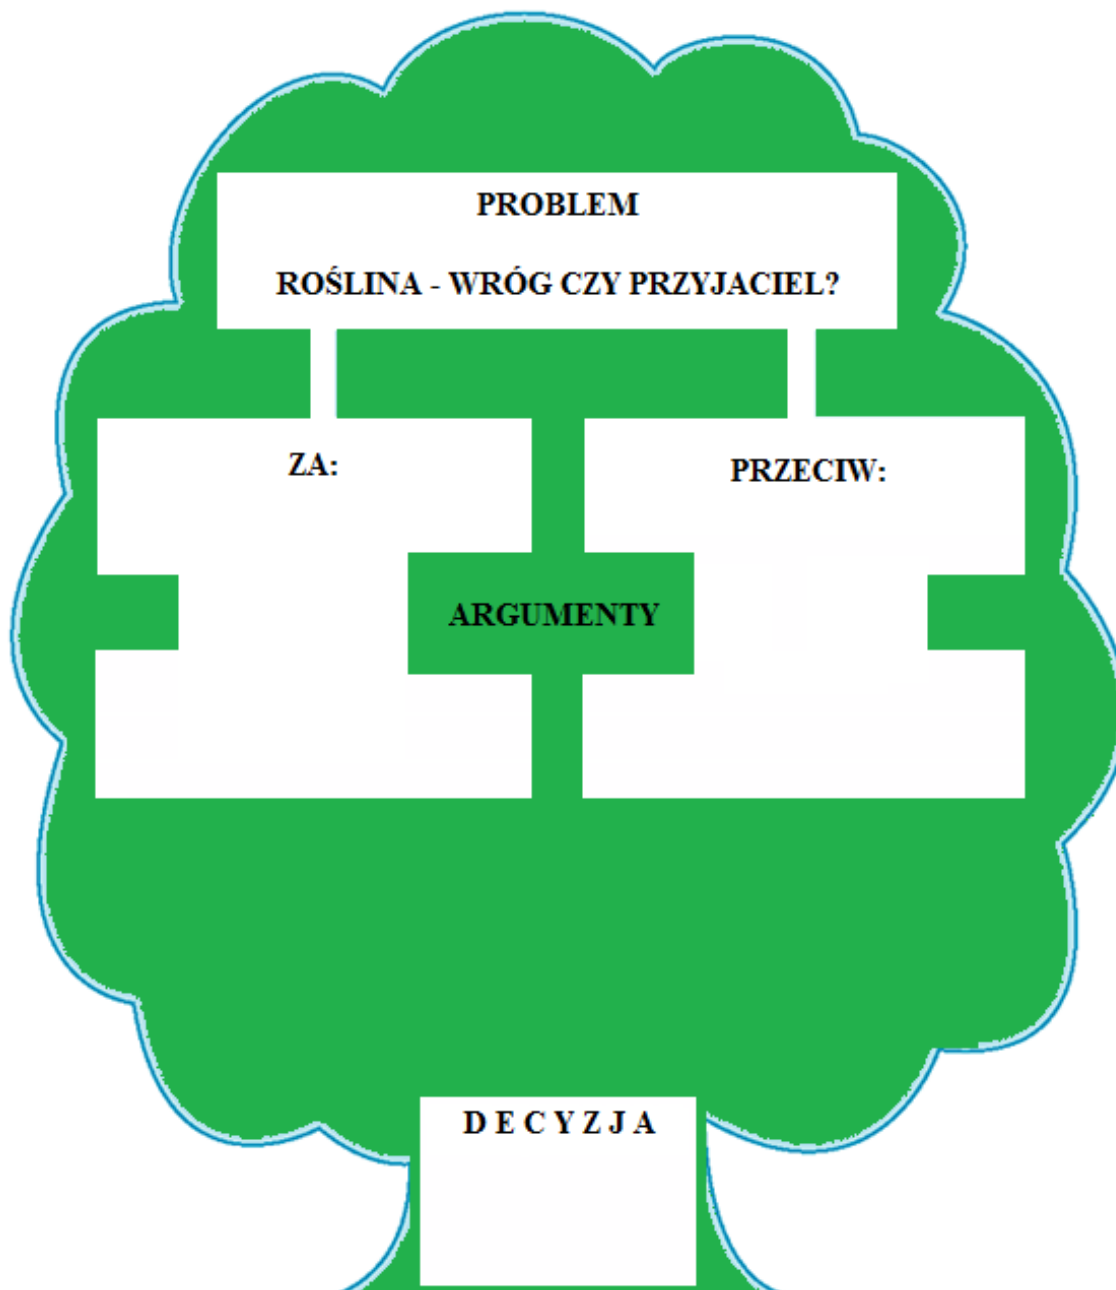 PROBLEM
ROŚLINA - WRÓG CZY PRZYJACIEL?
ZA:
PRZECIW:
ARGUMENTY
D E C Y Z J A